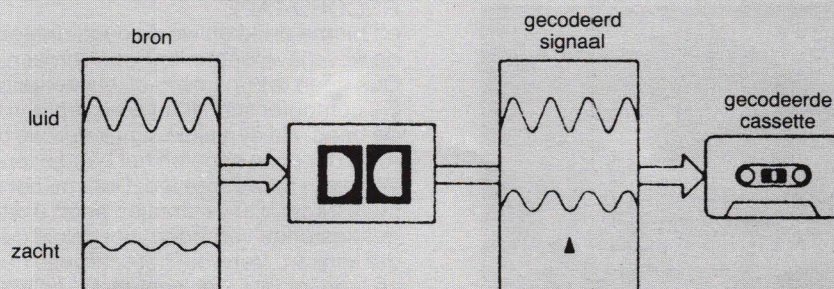 bron
gecodeerd
signaal
gecodeerde
cassette
luid
zacht